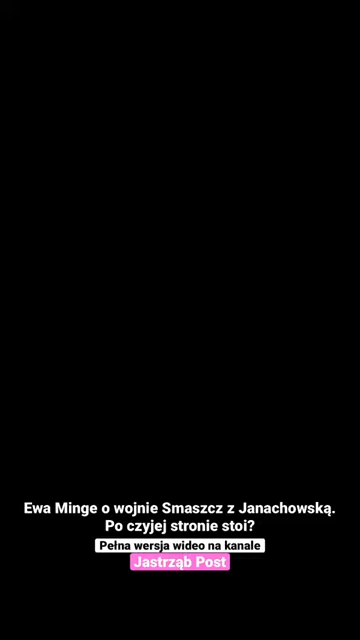 Ewa Minge o wojnie Smaszcz z Janachowską.
Po czyjej stronie stoi?
Pełna wersja wideo na kanale
Jastrząb Post